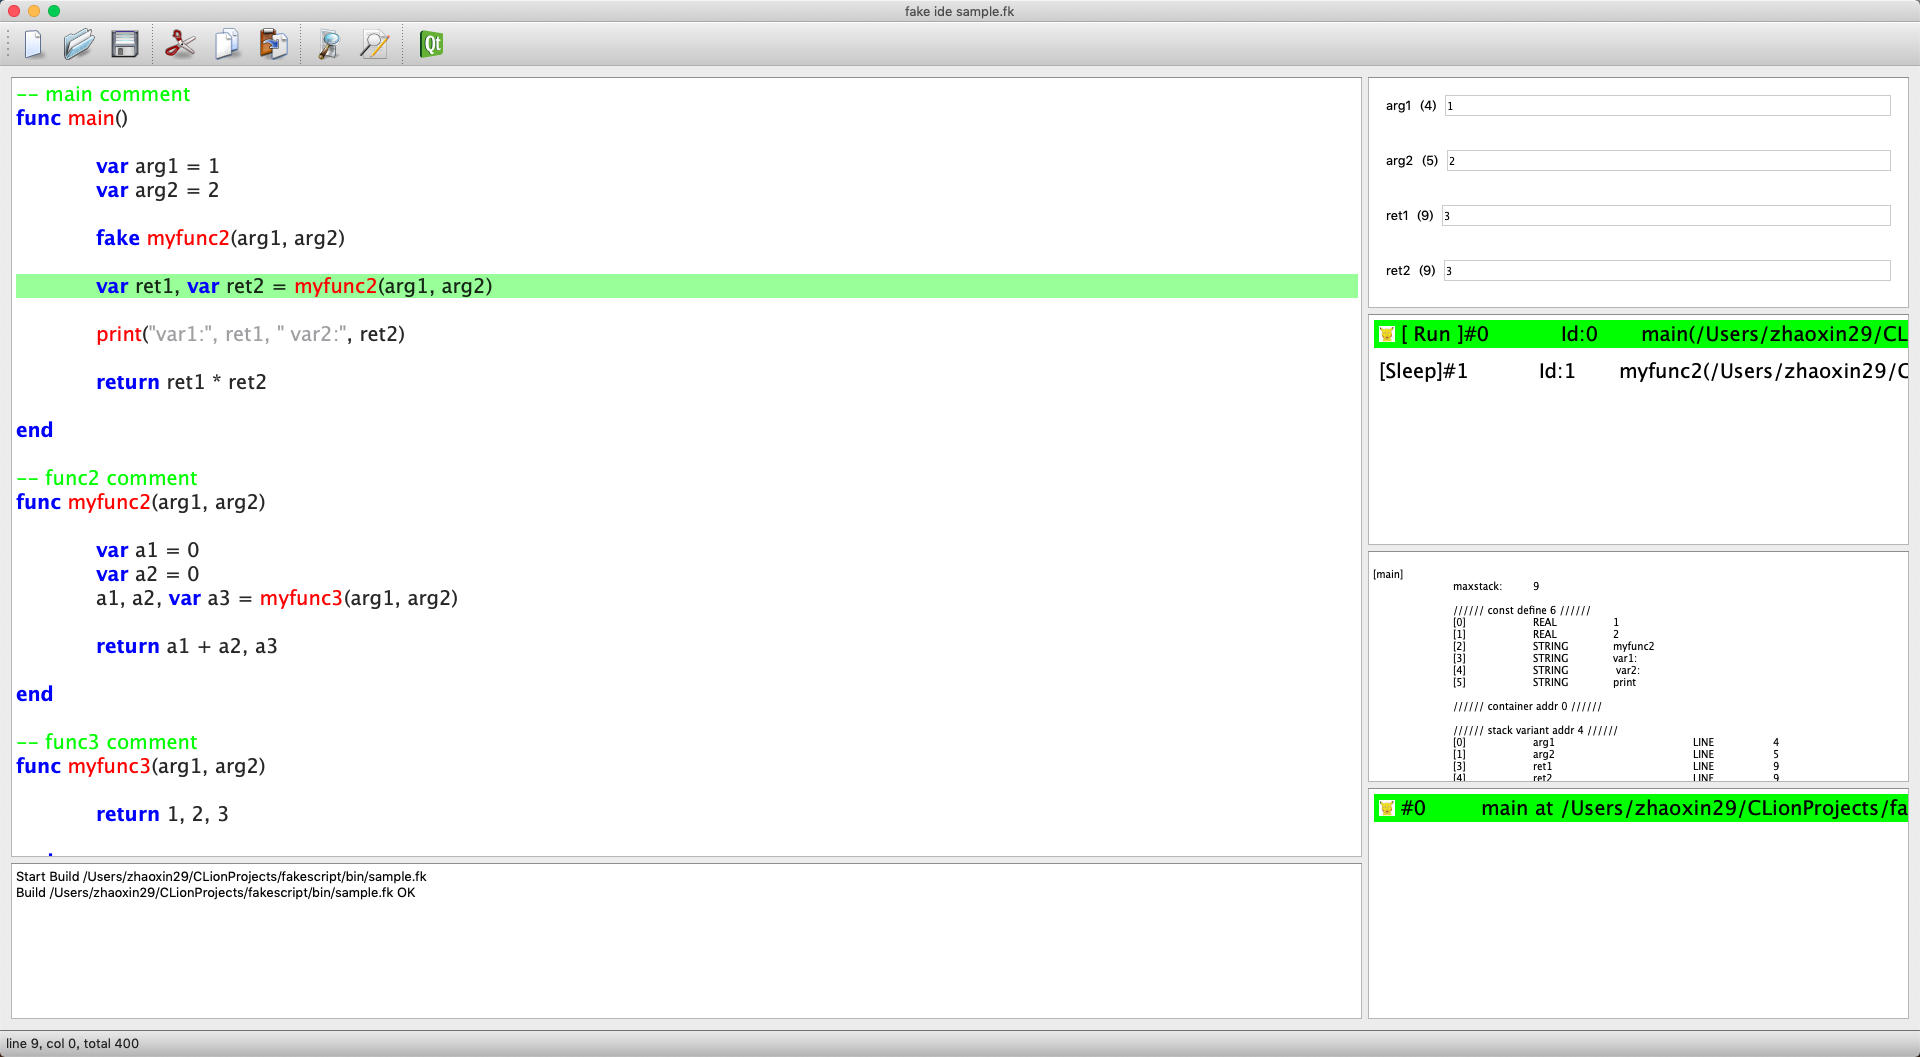 fake ide sample.fk
Qt
-- main comment
func main()
var arg1 = 1
var arg2 = 2
fake myfunc2(arg1, arg2)
var ret1, var ret2 = myfunc2(arg1, arg2)
print("var1:", ret1, " var2:", ret2)
return ret1 * ret2
end
-- func2 comment
func myfunc2(arg1, arg2)
var a1 = 0
var a2 = 0
a1, a2, var a3 = myfunc3(arg1, arg2)
return a1 + a2, a3
end
-- func3 comment
func myfunc3(arg1, arg2)
return 1, 2, 3
Start Build /Users/zhaoxin29/CLionProjects/fakescript/bin/sample.fk
Build /Users/zhaoxin29/CLionProjects/fakescript/bin/sample.fk OK
arg1 (4) 1
arg2 (5) 2
ret1 (9) 3
ret2 (9) 3
[ Run ]#0 Id:0 main(/Users/zhaoxin29/CL
[Sleep]#1 Id:1 myfunc2(/Users/zhaoxin29/C
[main]
maxstack: 9
////// const define 6 //////
[0] REAL 1
[1] REAL 2
[2] STRING myfunc2
[3] STRING var1:
[4] STRING var2:
[5] STRING print
////// container addr 0 //////
////// stack variant addr 4 //////
[0] arg1 LINE 4
[1] arg2 LINE 5
[3] ret1 LINE 9
[4] ret2 LINE 9
#0 main at /Users/zhaoxin29/CLionProjects/fa
line 9, col 0, total 400